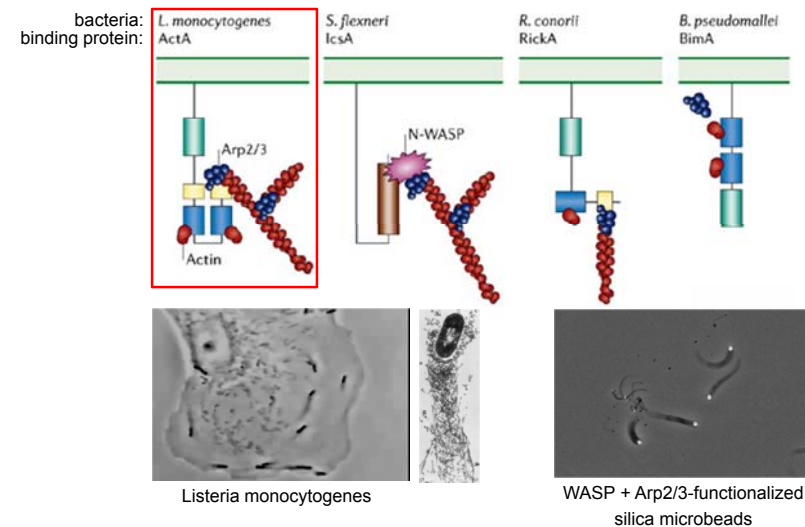 bacteria: L. monocytogenes S. flexneri R. conorii B. pseudomallei
binding protein: ActA IcsA RickA BimA
N-WASP
Arp2/3
Actin
Listeria monocytogenes
WASP + Arp2/3-functionalized
silica microbeads